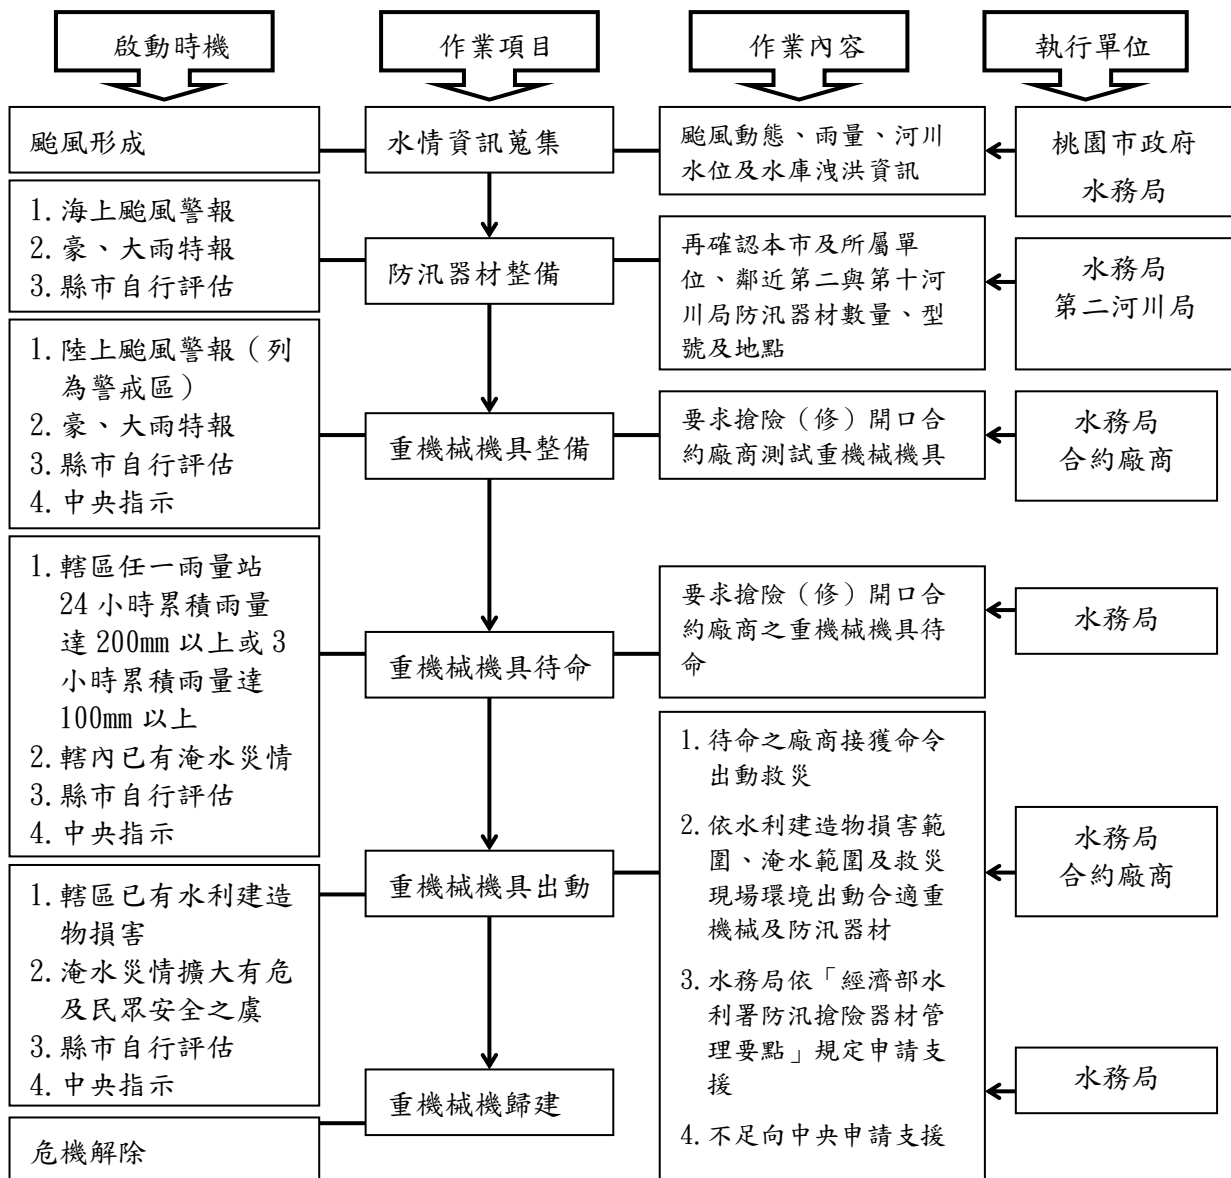 啟動時機
作業項目
作業內容
執行單位
颱風形成
水情資訊蒐集
颱風動態、雨量、河川
水位及水庫洩洪資訊
桃園市政府
水務局
1. 海上颱風警報
2. 豪、大雨特報
3. 縣市自行評估
防汛器材整備
再確認本市及所屬單
位、鄰近第二與第十河
川局防汛器材數量、型
號及地點
水務局
第二河川局
1. 陸上颱風警報（列
為警戒區）
2. 豪、大雨特報
3. 縣市自行評估
4. 中央指示
重機械機具整備
要求搶險（修）開口合
約廠商測試重機械機具
水務局
合約廠商
1. 轄區任一雨量站
24 小時累積雨量
達 200mm 以上或 3
小時累積雨量達
100mm 以上
2. 轄內已有淹水災情
3. 縣市自行評估
4. 中央指示
重機械機具待命
要求搶險（修）開口合
約廠商之重機械機具待
命
水務局
1. 轄區已有水利建造
物損害
2. 淹水災情擴大有危
及民眾安全之虞
3. 縣市自行評估
4. 中央指示
重機械機具出動
1. 待命之廠商接獲命令
出動救災
2. 依水利建造物損害範
圍、淹水範圍及救災
現場環境出動合適重
機械及防汛器材
3. 水務局依「經濟部水
利署防汛搶險器材管
理要點」規定申請支
援
4. 不足向中央申請支援
水務局
合約廠商
水務局
危機解除
重機械機歸建